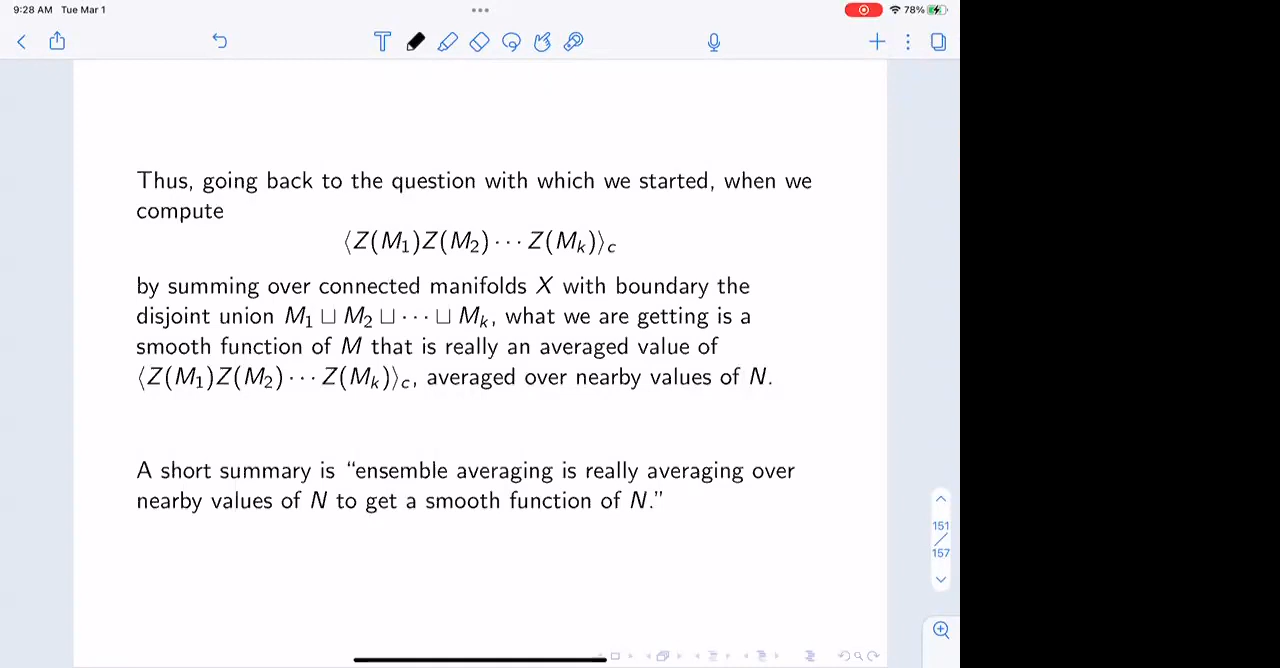 9:28 AM Tue Mar 1
78%
Thus, going back to the question with which we started, when we
compute
⟨Z(M₁)Z(M₂)⋯Z(Mₖ)⟩c
by summing over connected manifolds X with boundary the
disjoint union M₁ ⊔ M₂ ⊔ ⋯ ⊔ Mₖ, what we are getting is a
smooth function of M that is really an averaged value of
⟨Z(M₁)Z(M₂)⋯Z(Mₖ)⟩c, averaged over nearby values of N.
A short summary is “ensemble averaging is really averaging over
nearby values of N to get a smooth function of N.”
151
157